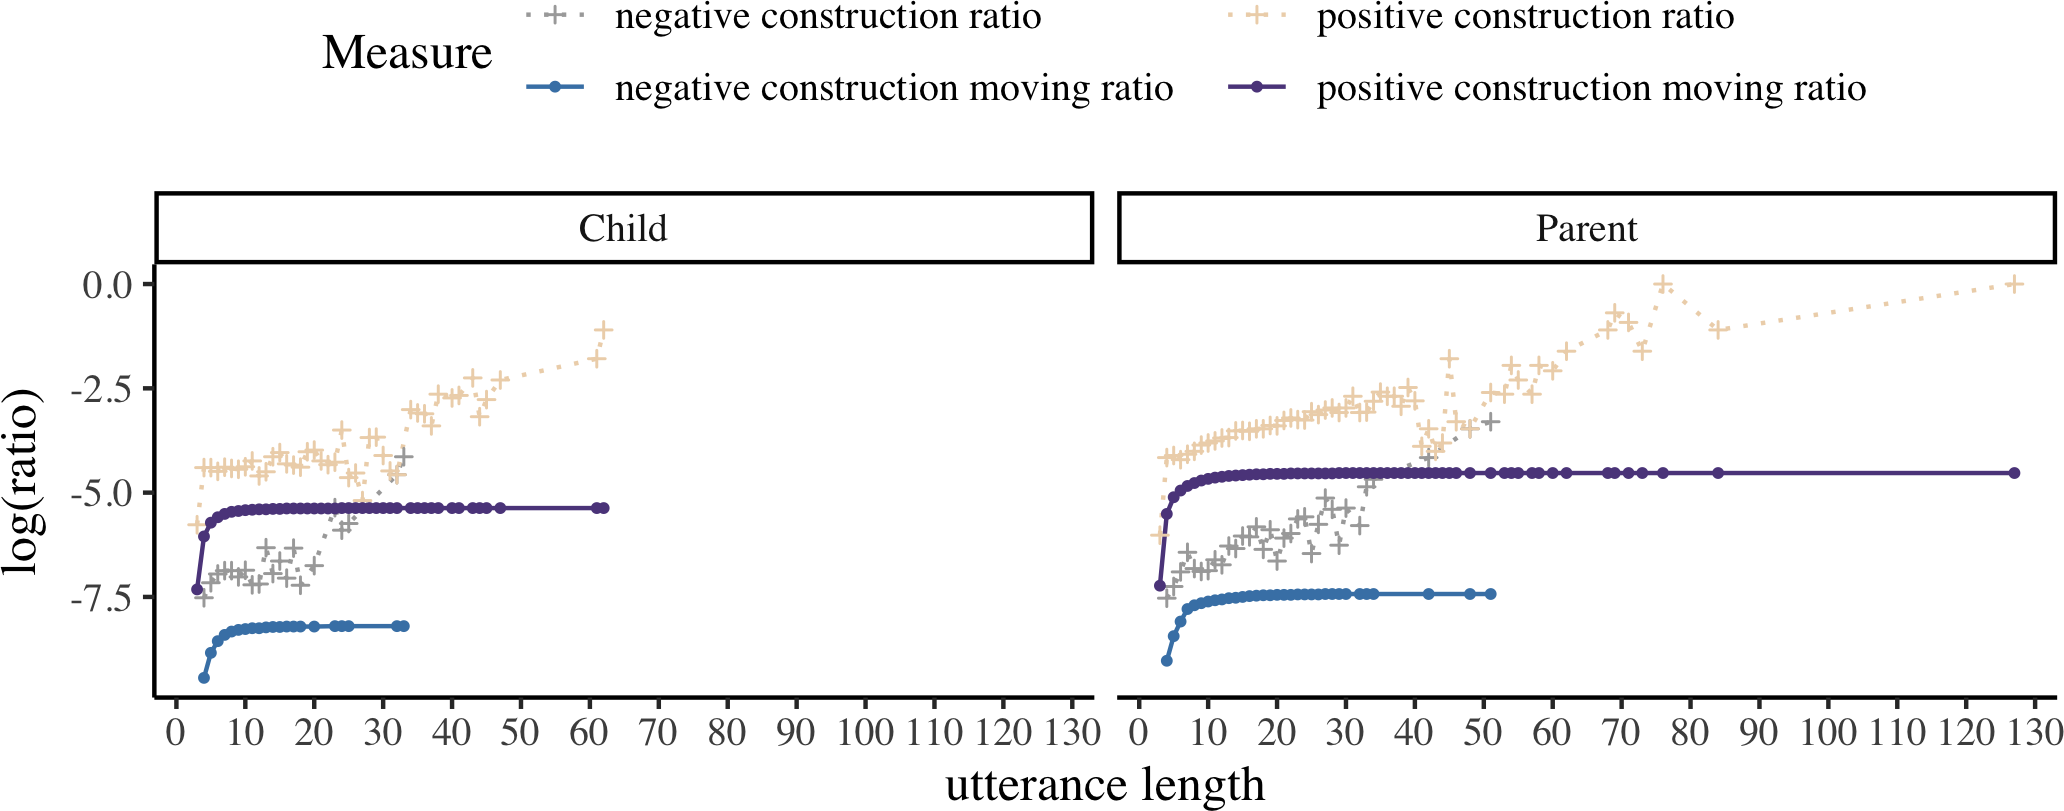 Measure
negative construction ratio
positive construction ratio
negative construction moving ratio
positive construction moving ratio
Child
Parent
log(ratio)
0.0
-2.5
-5.0
-7.5
0 10 20 30 40 50 60 70 80 90 100 110 120 130
0 10 20 30 40 50 60 70 80 90 100 110 120 130
utterance length